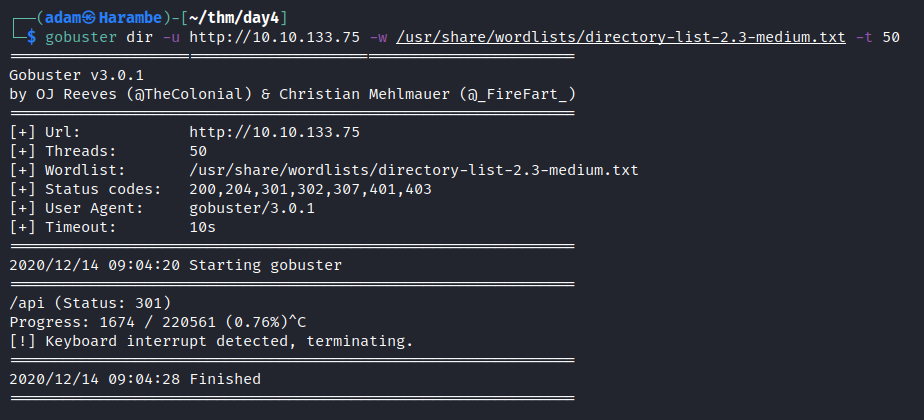 ┌──(adam㉿Harambe)-[~/thm/day4]
└─$ gobuster dir -u http://10.10.133.75 -w /usr/share/wordlists/directory-list-2.3-medium.txt -t 50
===============================================================
Gobuster v3.0.1
by OJ Reeves (@TheColonial) & Christian Mehlmauer (@_FireFart_)
===============================================================
[+] Url:            http://10.10.133.75
[+] Threads:        50
[+] Wordlist:       /usr/share/wordlists/directory-list-2.3-medium.txt
[+] Status codes:   200,204,301,302,307,401,403
[+] User Agent:     gobuster/3.0.1
[+] Timeout:        10s
===============================================================
2020/12/14 09:04:20 Starting gobuster
===============================================================
/api (Status: 301)
Progress: 1674 / 220561 (0.76%)^C
[!] Keyboard interrupt detected, terminating.
===============================================================
2020/12/14 09:04:28 Finished
===============================================================